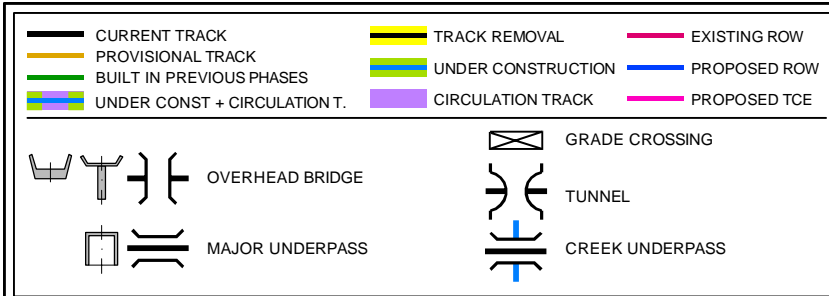 CURRENT TRACK
PROVISIONAL TRACK
BUILT IN PREVIOUS PHASES
UNDER CONST + CIRCULATION T.
TRACK REMOVAL
UNDER CONSTRUCTION
CIRCULATION TRACK
EXISTING ROW
PROPOSED ROW
PROPOSED TCE
OVERHEAD BRIDGE
MAJOR UNDERPASS
GRADE CROSSING
TUNNEL
CREEK UNDERPASS